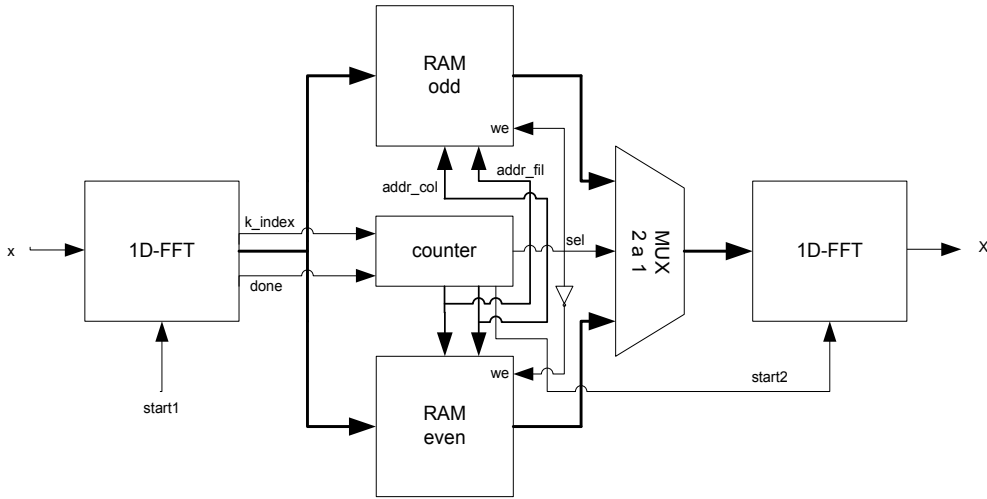 RAM
odd
we
addr_fil
addr_col
k_index
x
1D-FFT
counter
sel
MUX
2 a 1
1D-FFT
X
done
we
start2
start1
RAM
even